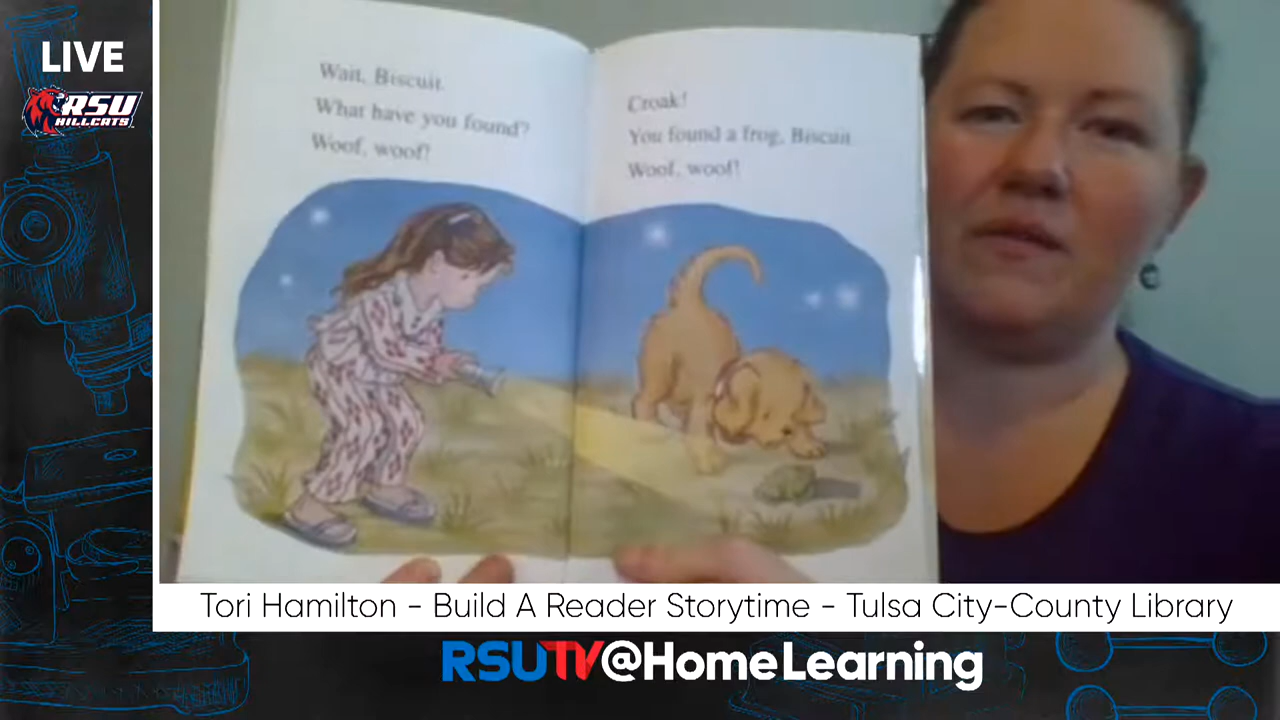 LIVE
RSU
HILLCATS
Wait, Biscuit.
What have you found?
Woof, woof!
Croak!
You found a frog, Biscuit.
Woof, woof!
Tori Hamilton - Build A Reader Storytime - Tulsa City-County Library
RSUTV@HomeLearning